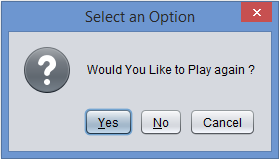 Select an Option
Would You Like to Play again ?
Yes
No
Cancel